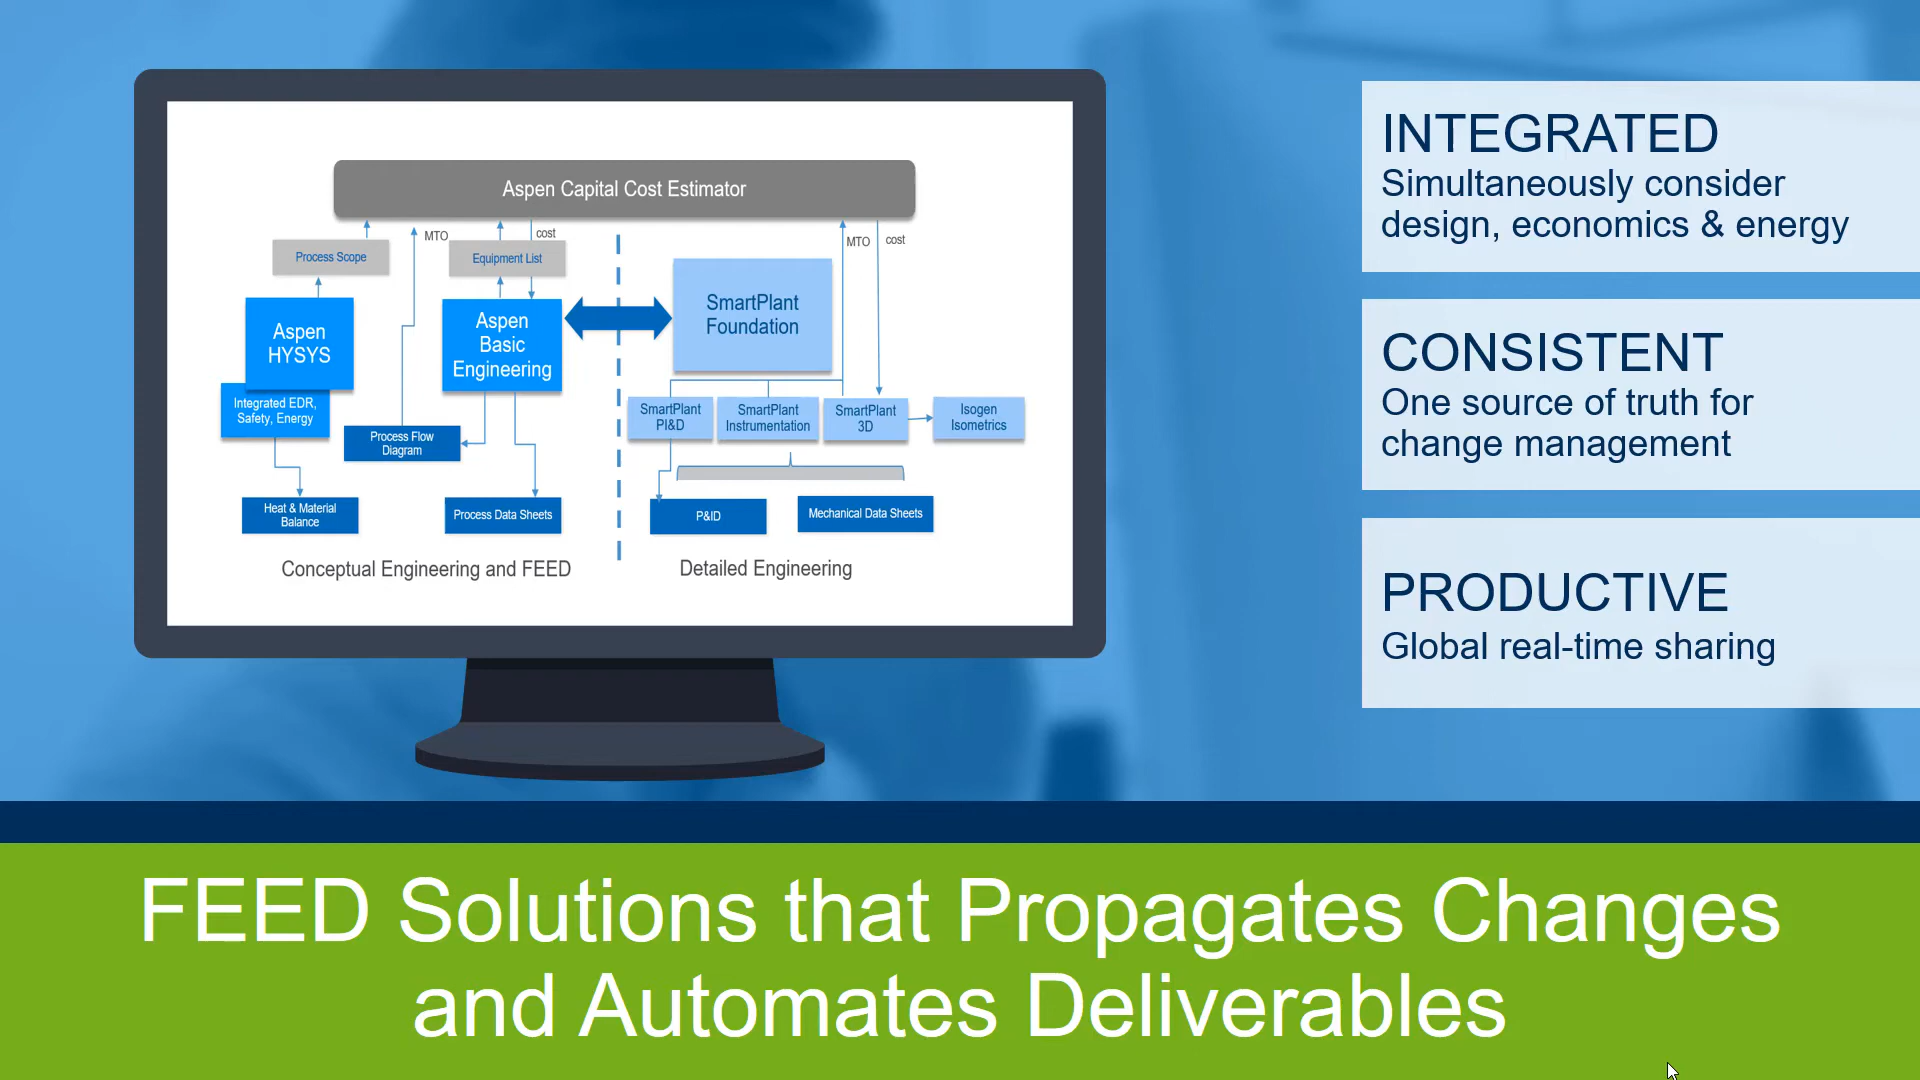 Aspen Capital Cost Estimator
MTO
cost
MTO
cost
Process Scope
Equipment List
Aspen
HYSYS
Aspen
Basic
Engineering
SmartPlant
Foundation
Integrated EDR,
Safety, Energy
Process Flow
Diagram
SmartPlant
PI&D
SmartPlant
Instrumentation
SmartPlant
3D
Isogen
Isometrics
Heat & Material
Balance
Process Data Sheets
P&ID
Mechanical Data Sheets
Conceptual Engineering and FEED
Detailed Engineering
INTEGRATED
Simultaneously consider
design, economics & energy
CONSISTENT
One source of truth for
change management
PRODUCTIVE
Global real-time sharing
FEED Solutions that Propagates Changes
and Automates Deliverables